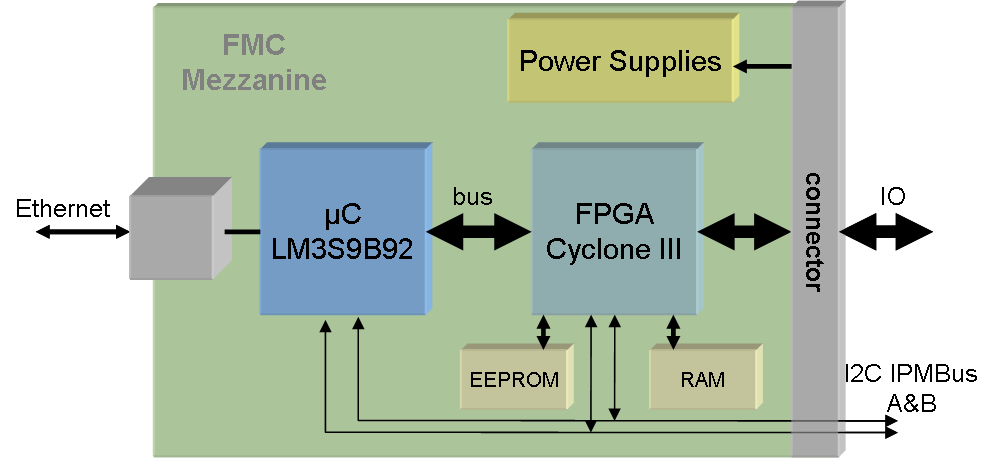 FMC
Mezzanine
Power Supplies
Ethernet
µC
LM3S9B92
bus
FPGA
Cyclone III
connector
IO
EEPROM
RAM
I2C IPMBus
A&B